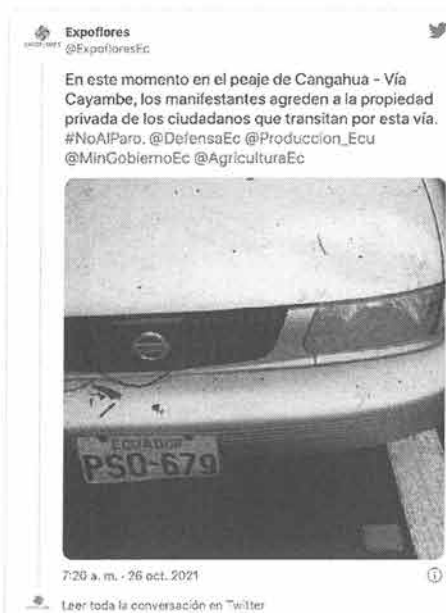 Expoflores
@ExpofloresEc
En este momento en el peaje de Cangahua - Vía
Cayambe, los manifestantes agreden a la propiedad
privada de los ciudadanos que transitan por esta vía.
#NoAlParo. @DefensaEc @Produccion_Ecu
@MinGobiernoEc @AgriculturaEc
ECUADOR
PSO-679
7:20 a. m. · 26 oct. 2021
Leer toda la conversación en Twitter